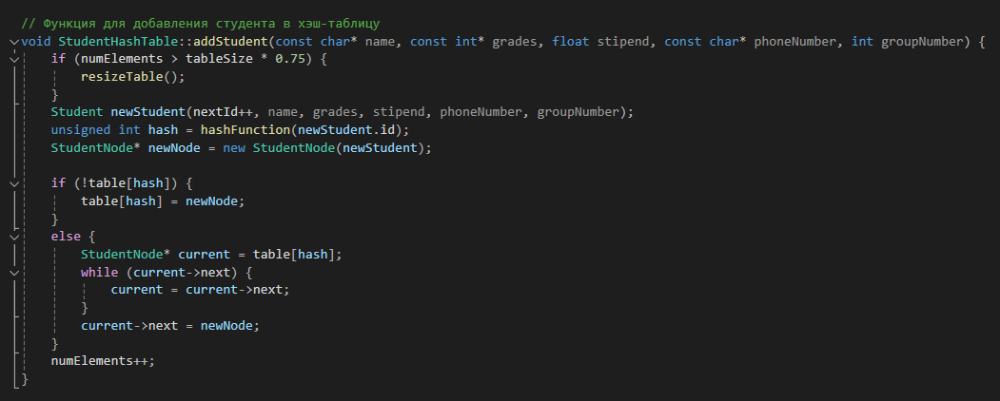 // Функция для добавления студента в хэш-таблицу
void StudentHashTable::addStudent(const char* name, const int* grades, float stipend, const char* phoneNumber, int groupNumber) {
    if (numElements > tableSize * 0.75) {
        resizeTable();
    }
    Student newStudent(nextId++, name, grades, stipend, phoneNumber, groupNumber);
    unsigned int hash = hashFunction(newStudent.id);
    StudentNode* newNode = new StudentNode(newStudent);

    if (!table[hash]) {
        table[hash] = newNode;
    }
    else {
        StudentNode* current = table[hash];
        while (current->next) {
            current = current->next;
        }
        current->next = newNode;
    }
    numElements++;
}